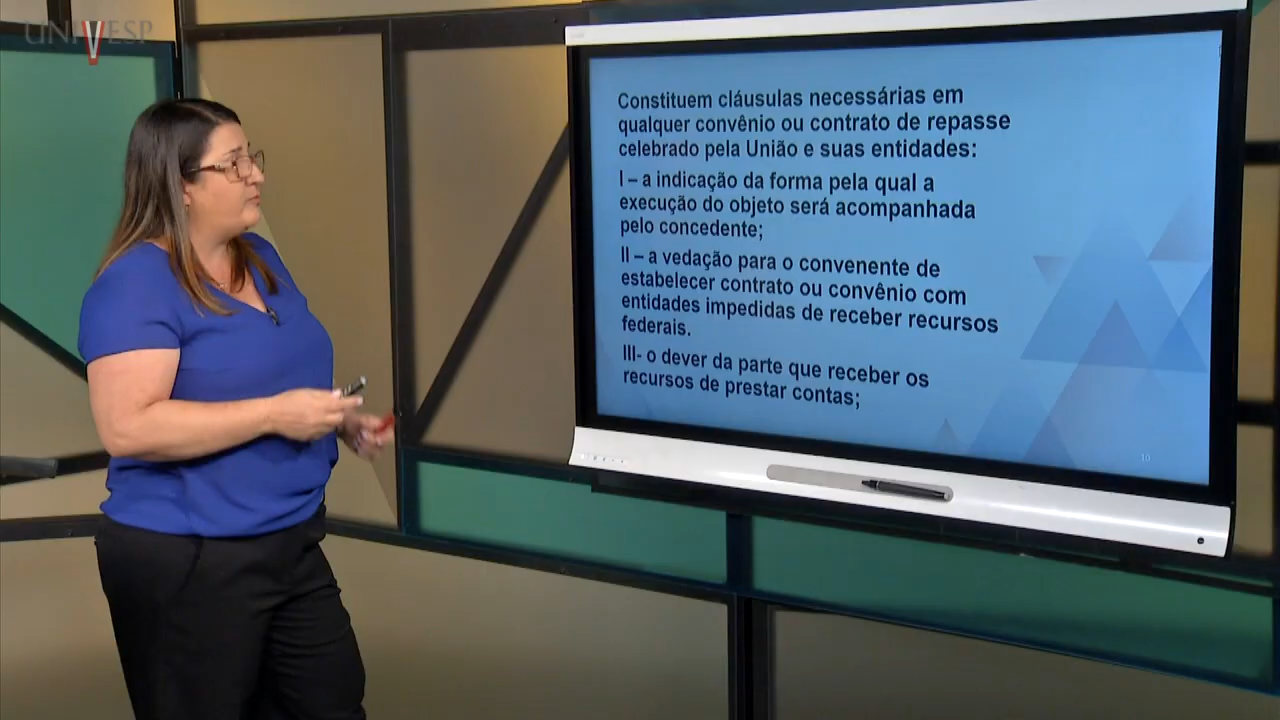 UNIVESP
Constituem cláusulas necessárias em
qualquer convênio ou contrato de repasse
celebrado pela União e suas entidades:
I – a indicação da forma pela qual a
execução do objeto será acompanhada
pelo concedente;
II – a vedação para o convenente de
estabelecer contrato ou convênio com
entidades impedidas de receber recursos
federais.
III- o dever da parte que receber os
recursos de prestar contas;
10